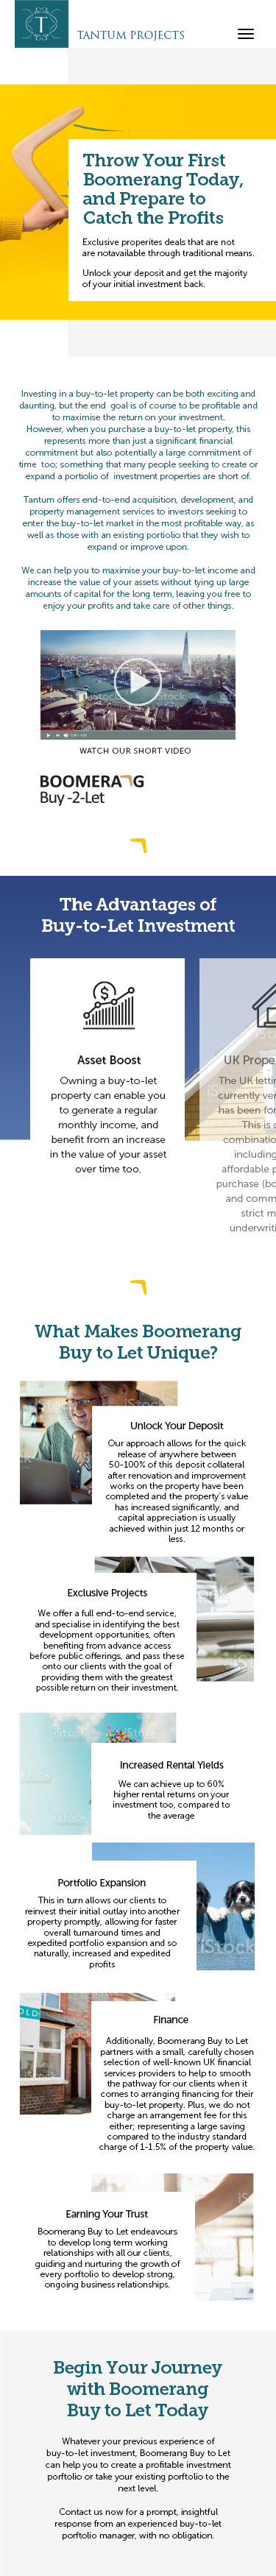 T
TANTUM PROJECTS
Throw Your First
Boomerang Today,
and Prepare to
Catch the Profits
Exclusive properites deals that are not
are notavailable through traditional means.
Unlock your deposit and get the majority
of your initial investment back.
Investing in a buy-to-let property can be both exciting and
daunting, but the end goal is of course to be profitable and
to maximise the return on your investment.
However, when you purchase a buy-to-let property, this
represents more than just a significant financial
commitment but also potentially a large commitment of
time too; something that many people seeking to create or
expand a portolio of investment properties are short of.
Tantum offers end-to-end acquisition, development, and
property management services to investors seeking to
enter the buy-to-let market in the most profitable way, as
well as those with an existing portiolio that they wish to
expand or improve upon.
We can help you to maximise your buy-to-let income and
increase the value of your assets without tying up large
amounts of capital for the long term, leaving you free to
enjoy your profits and take care of other things.
iStock
WATCH OUR SHORT VIDEO
BOOMERANG
Buy -2-Let
The Advantages of
Buy-to-Let Investment
Asset Boost
Owning a buy-to-let
property can enable you
to generate a regular
monthly income, and
benefit from an increase
in the value of your asset
over time too.
UK Prope
The UK letti
currently ver
has been for
This is
combinatio
including
affordable p
purchase (bo
and comm
strict m
underwriti
What Makes Boomerang
Buy to Let Unique?
iStock
Unlock Your Deposit
Our approach allows for the quick
release of anywhere between
50-100% of this deposit collateral
after renovation and improvement
works on the property have been
completed and the property's value
has increased significantly, and
capital appreciation is usually
achieved within just 12 months or
less.
Exclusive Projects
We offer a full end-to-end service,
and specialise in identifying the best
development opportunities, often
benefiting from advance access
before public offerings, and pass these
onto our clients with the goal of
providing them with the greatest
possible return on their investment.
iStock
iStock
Increased Rental Yields
We can achieve up to 60%
higher rental returns on your
investment too, compared to
the average
Portfolio Expansion
This in turn allows our clients to
reinvest their initial outlay into another
property promptly, allowing for faster
overall turnaround times and
expedited portfolio expansion and so
naturally, increased and expedited
profits
iStock
OLD
Finance
Additionally, Boomerang Buy to Let
partners with a small, carefully chosen
selection of well-known UK financial
services providers to help to smooth
the pathway for our clients when it
comes to arranging financing for their
buy-to-let property. Plus, we do not
charge an arrangement fee for this
either; representing a large saving
compared to the industry standard
charge of 1-1.5% of the property value.
Earning Your Trust
Boomerang Buy to Let endeavours
to develop long term working
relationships with all our clients,
guiding and nurturing the growth of
every porfolio to develop strong,
ongoing business relationships.
Begin Your Journey
with Boomerang
Buy to Let Today
Whatever your previous experience of
buy-to-let investment, Boomerang Buy to Let
can help you to create a profitable investment
porftolio or take your existing portfolio to the
next level.
Contact us now for a prompt, insightful
response from an experienced buy-to-let
porftolio manager, with no obligation.